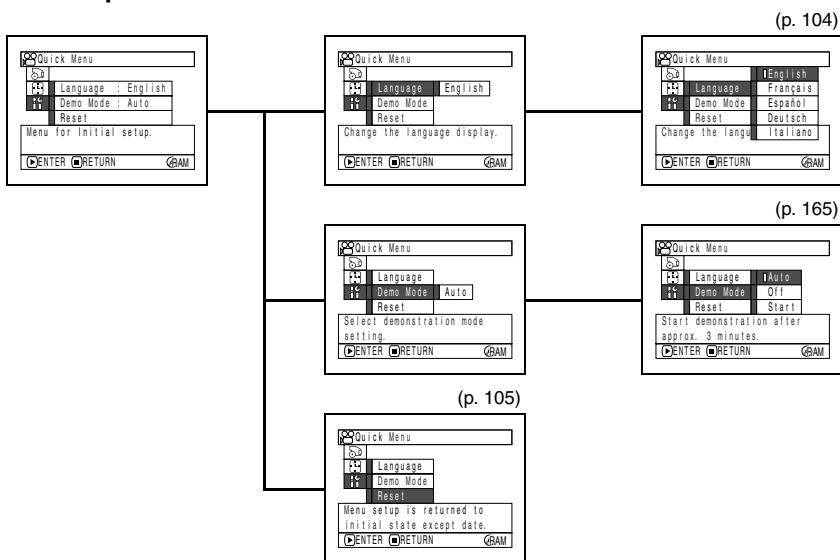 (p. 104)
Quick Menu
Language : English
Demo Mode : Auto
Reset
Menu for Initial setup.
ENTER RETURN RAM
Quick Menu
Language English
Demo Mode
Reset
Change the language display.
ENTER RETURN RAM
Quick Menu
English
Language Français
Demo Mode Español
Reset Deutsch
Change the langu Italiano
ENTER RETURN RAM
(p. 165)
Quick Menu
Language
Demo Mode Auto
Reset
Select demonstration mode
setting.
ENTER RETURN RAM
Quick Menu
Language Auto
Demo Mode Off
Reset Start
Start demonstration after
approx. 3 minutes.
ENTER RETURN RAM
(p. 105)
Quick Menu
Language
Demo Mode
Reset
Menu setup is returned to
initial state except date.
ENTER RETURN RAM